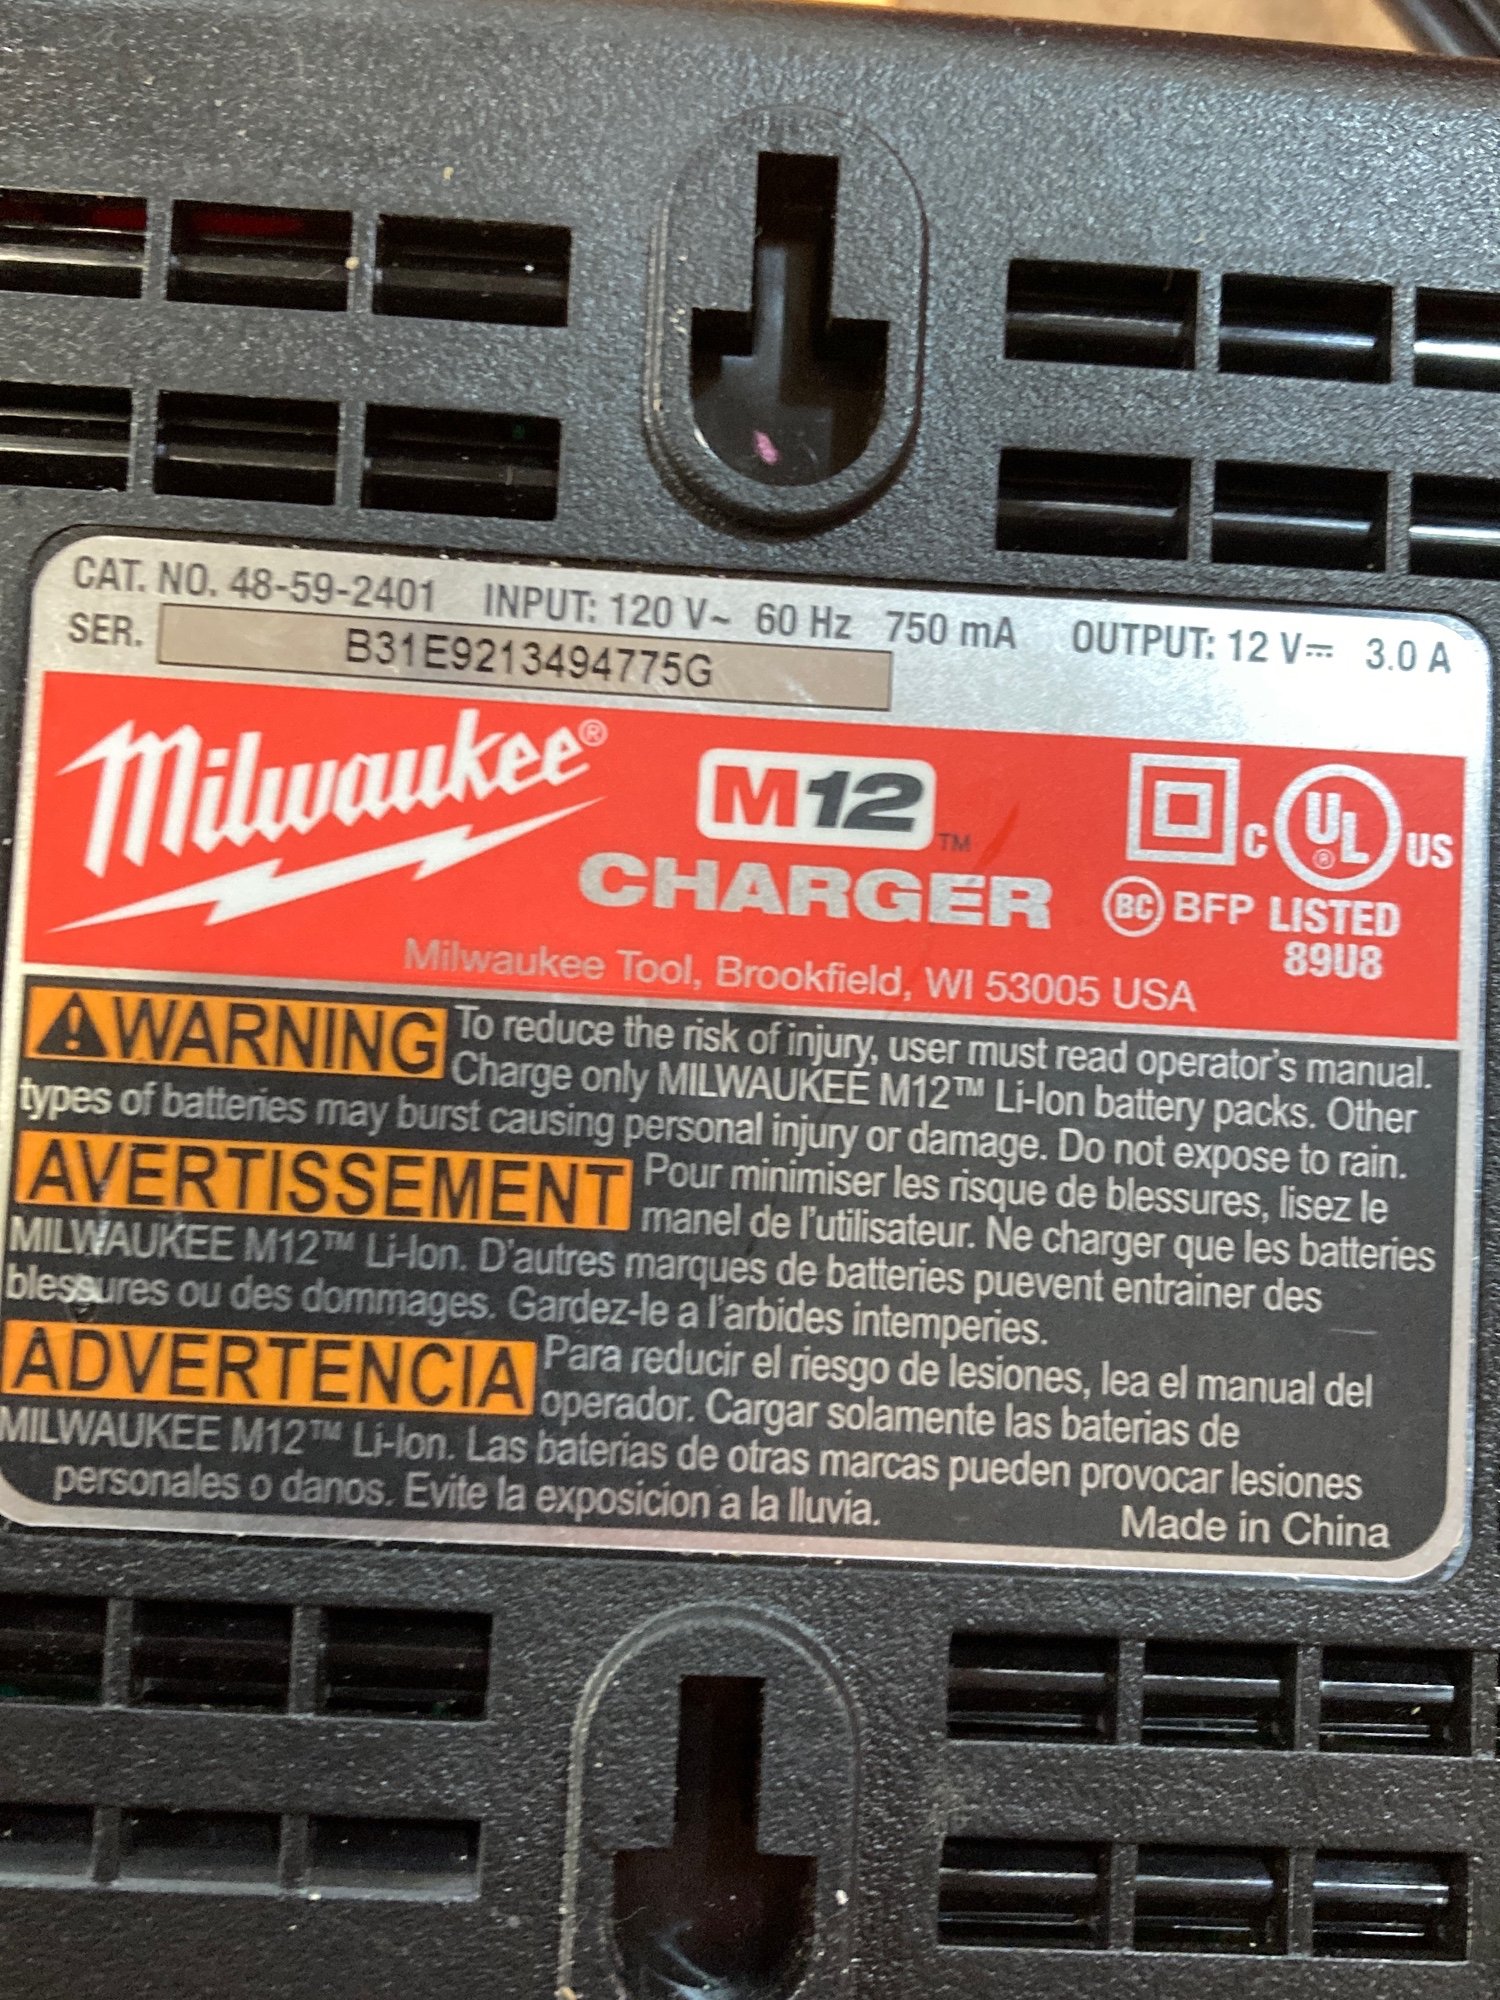 CAT. NO. 48-59-2401 INPUT: 120 V~ 60 Hz 750 mA OUTPUT: 12 V⎓ 3.0 A
SER. B31E9213494775G
Milwaukee®
M12™
CHARGER
C UL® US
BC BFP LISTED
89U8
Milwaukee Tool, Brookfield, WI 53005 USA
⚠WARNING To reduce the risk of injury, user must read operator's manual.
Charge only MILWAUKEE M12™ Li-Ion battery packs. Other
types of batteries may burst causing personal injury or damage. Do not expose to rain.
AVERTISSEMENT Pour minimiser les risque de blessures, lisez le
manel de l'utilisateur. Ne charger que les batteries
MILWAUKEE M12™ Li-Ion. D'autres marques de batteries puevent entrainer des
blessures ou des dommages. Gardez-le a l'arbides intemperies.
ADVERTENCIA Para reducir el riesgo de lesiones, lea el manual del
operador. Cargar solamente las baterias de
MILWAUKEE M12™ Li-Ion. Las baterias de otras marcas pueden provocar lesiones
personales o danos. Evite la exposicion a la lluvia.
Made in China